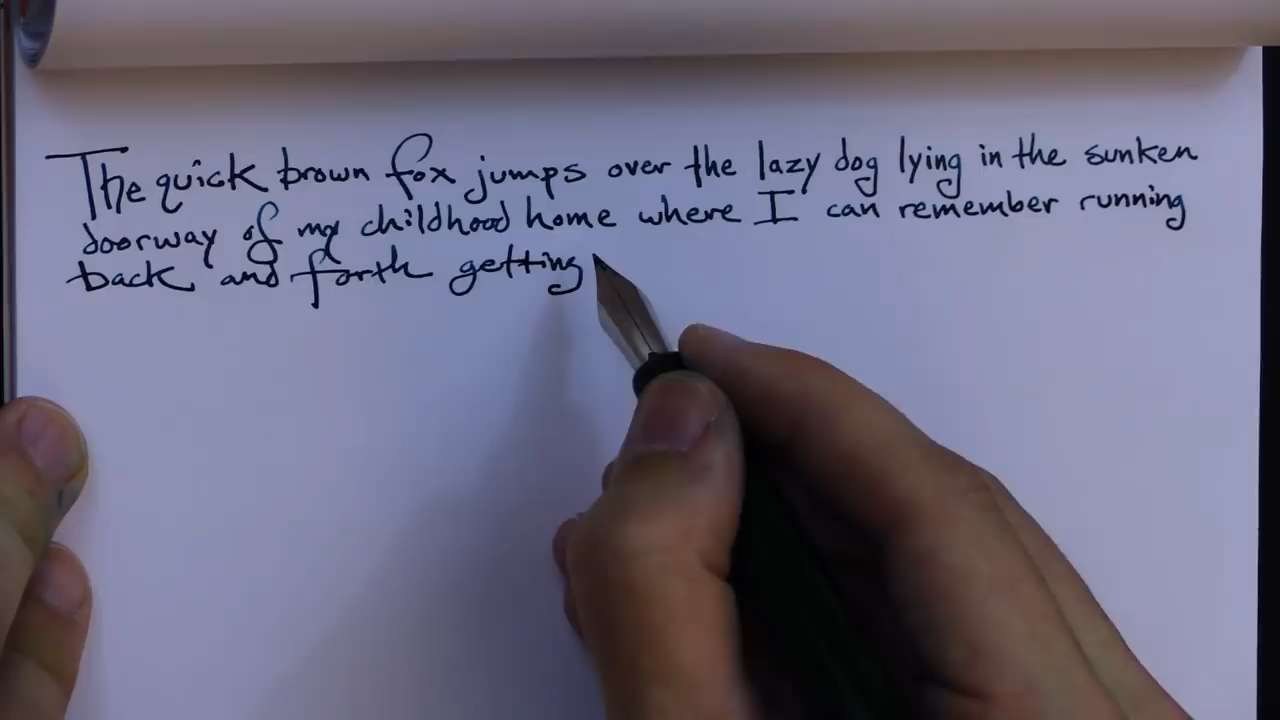 The quick brown fox jumps over the lazy dog lying in the sunken
doorway of my childhood home where I can remember running
back and forth getting